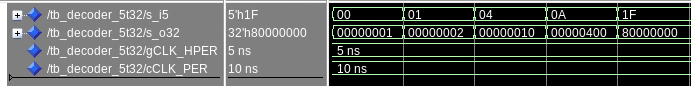 /tb_decoder_5t32/s_i5 5'h1F 00 01 04 0A 1F
/tb_decoder_5t32/s_o32 32'h80000000 00000001 00000002 00000010 00000400 80000000
/tb_decoder_5t32/gCLK_HPER 5 ns 5 ns
/tb_decoder_5t32/cCLK_PER 10 ns 10 ns